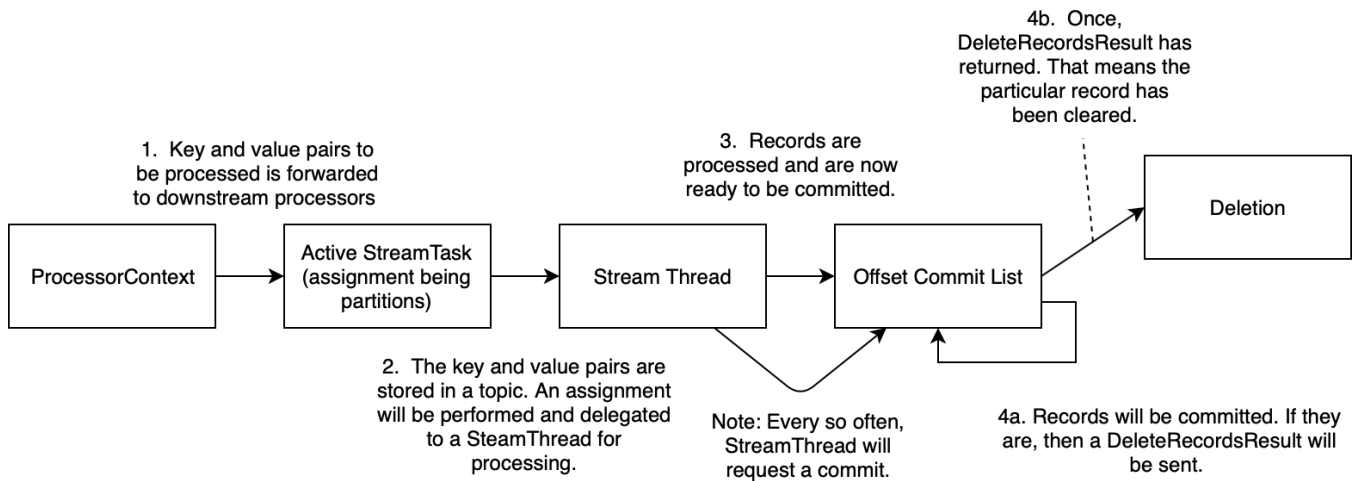 4b.  Once,
DeleteRecordsResult has
returned. That means the
particular record has
been cleared.
1.  Key and value pairs to
be processed is forwarded
to downstream processors
3.  Records are
processed and are now
ready to be committed.
ProcessorContext
Active StreamTask
(assignment being
partitions)
Stream Thread
Offset Commit List
Deletion
2.  The key and value pairs are
stored in a topic. An assignment
will be performed and delegated
to a SteamThread for
processing.
Note: Every so often,
StreamThread will
request a commit.
4a. Records will be committed. If they
are, then a DeleteRecordsResult will
be sent.